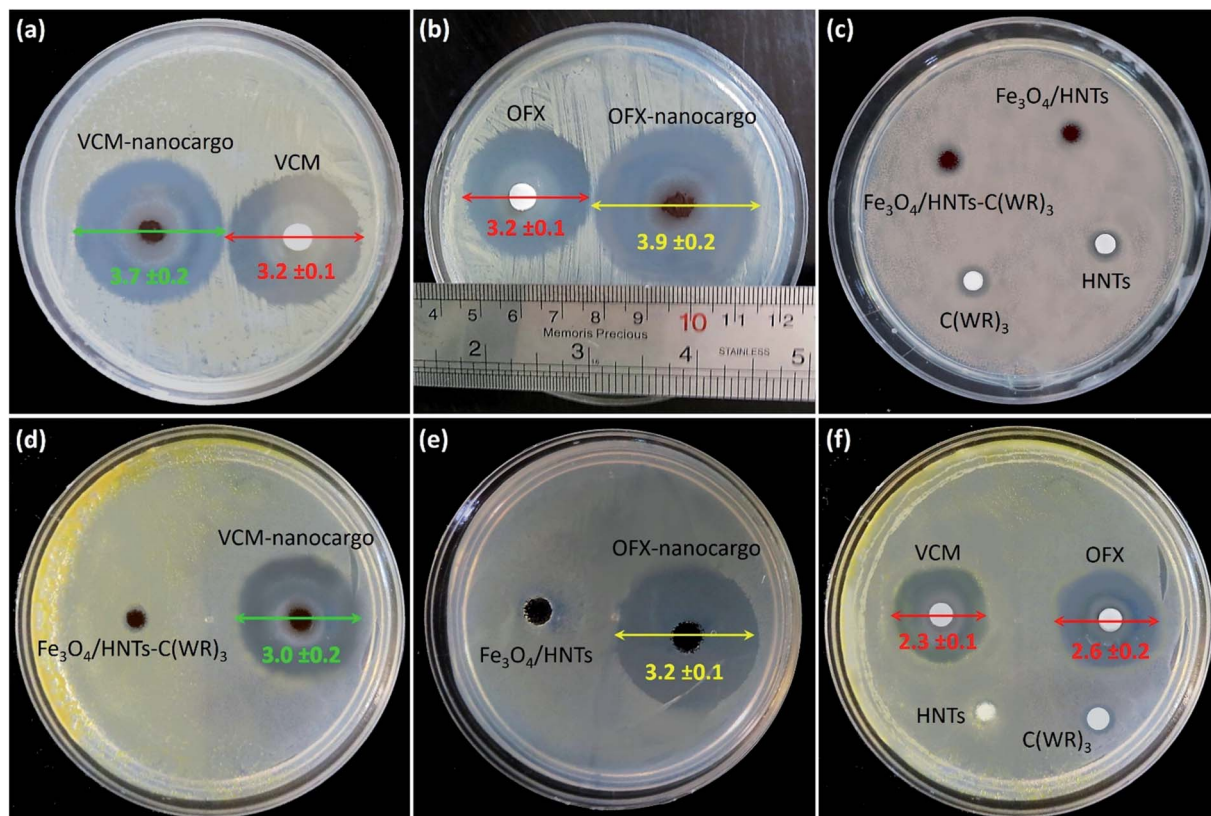 (a)
VCM-nanocargo
VCM
3.7 ±0.2
3.2 ±0.1
(b)
OFX
OFX-nanocargo
3.2 ±0.1
3.9 ±0.2
4 5 6 7 8 9 10 11 12
Memoris Precious
STAINLESS
2 3 4 5
(c)
Fe₃O₄/HNTs
Fe₃O₄/HNTs-C(WR)₃
HNTs
C(WR)₃
(d)
VCM-nanocargo
Fe₃O₄/HNTs-C(WR)₃
3.0 ±0.2
(e)
OFX-nanocargo
Fe₃O₄/HNTs
3.2 ±0.1
(f)
VCM
OFX
2.3 ±0.1
2.6 ±0.2
HNTs
C(WR)₃